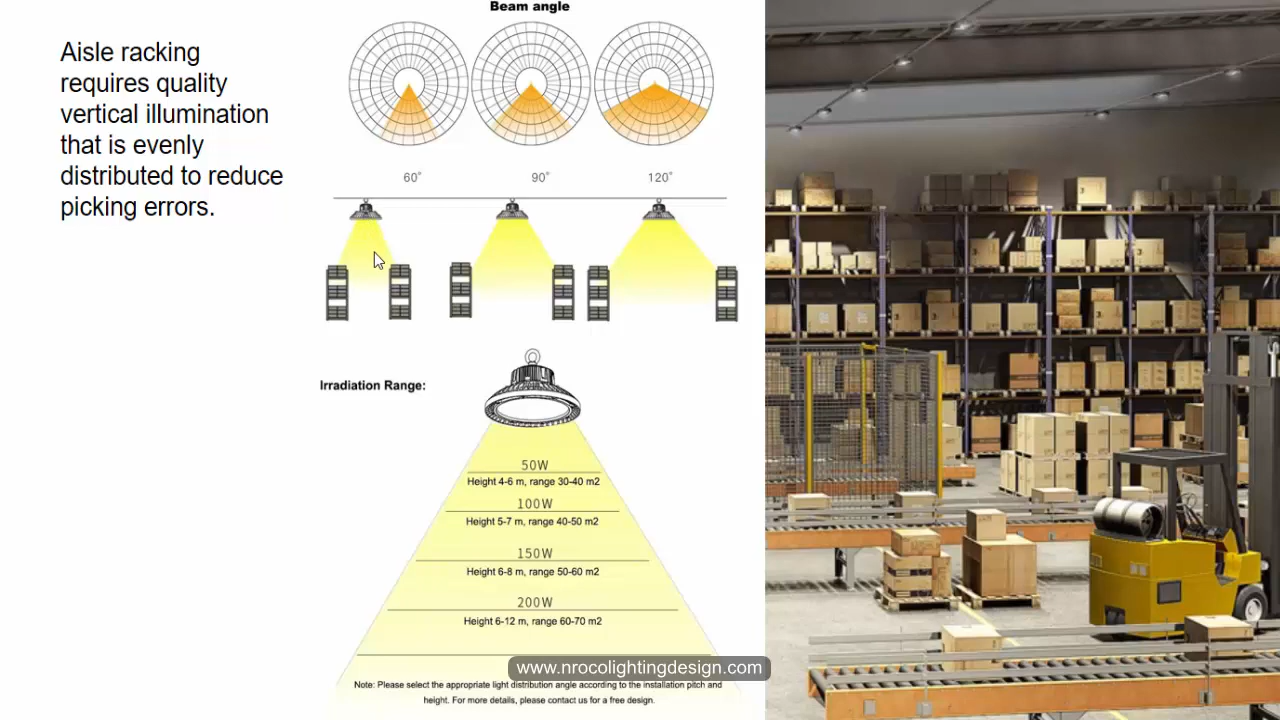 Beam angle
Aisle racking
requires quality
vertical illumination
that is evenly
distributed to reduce
picking errors.
60°
90°
120°
Irradiation Range:
50W
Height 4-6 m, range 30-40 m2
100W
Height 5-7 m, range 40-50 m2
150W
Height 6-8 m, range 50-60 m2
200W
Height 6-12 m, range 60-70 m2
www.nrocolightingdesign.com
Note: Please select the appropriate light distribution angle according to the installation pitch and
height. For more details, please contact us for a free design.